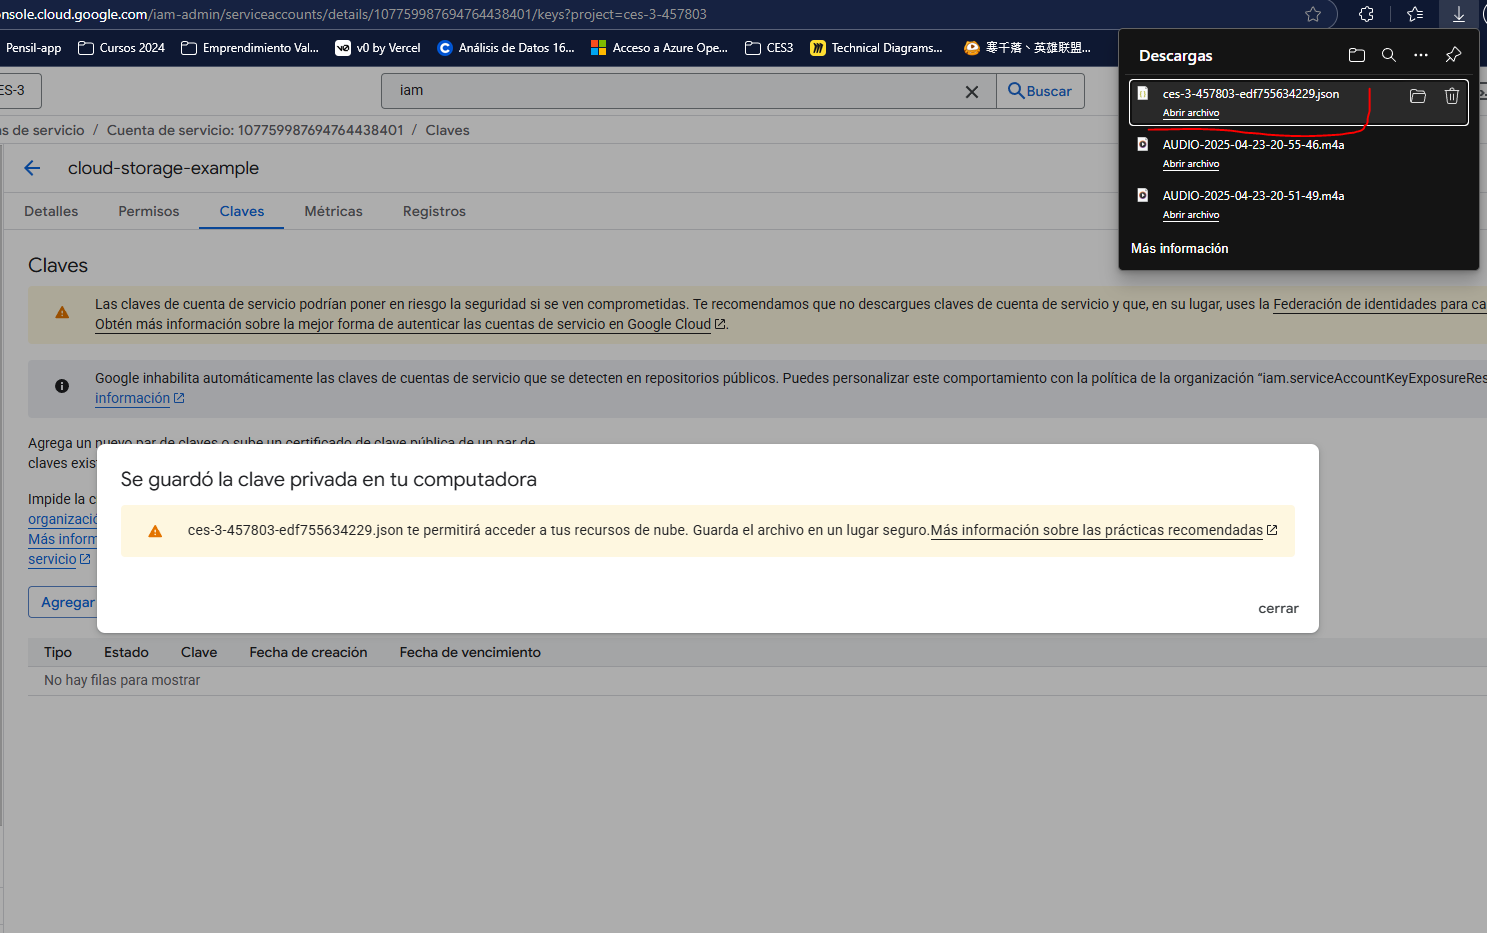 onsole.cloud.google.com/iam-admin/serviceaccounts/details/107759987694764438401/keys?project=ces-3-457803
Pensil-app Cursos 2024 Emprendimiento Val... v0 by Vercel Análisis de Datos 16... Acceso a Azure Ope... CES3 Technical Diagrams... 塞千落丶英雄联盟...
Descargas
ces-3-457803-edf755634229.json
Abrir archivo
AUDIO-2025-04-23-20-55-46.m4a
Abrir archivo
AUDIO-2025-04-23-20-51-49.m4a
Abrir archivo
Más información
ES-3
iam
Buscar
as de servicio / Cuenta de servicio: 107759987694764438401 / Claves
cloud-storage-example
Detalles Permisos Claves Métricas Registros
Claves
Las claves de cuenta de servicio podrían poner en riesgo la seguridad si se ven comprometidas. Te recomendamos que no descargues claves de cuenta de servicio y que, en su lugar, uses la Federación de identidades para ca
Obtén más información sobre la mejor forma de autenticar las cuentas de servicio en Google Cloud.
Google inhabilita automáticamente las claves de cuentas de servicio que se detecten en repositorios públicos. Puedes personalizar este comportamiento con la política de la organización “iam.serviceAccountKeyExposureRes
información
Agrega un nuevo par de claves o sube un certificado de clave pública de un par de
claves exis
Impide la c
organizació
Más inform
servicio
Agregar
Se guardó la clave privada en tu computadora
ces-3-457803-edf755634229.json te permitirá acceder a tus recursos de nube. Guarda el archivo en un lugar seguro.Más información sobre las prácticas recomendadas
cerrar
Tipo Estado Clave Fecha de creación Fecha de vencimiento
No hay filas para mostrar